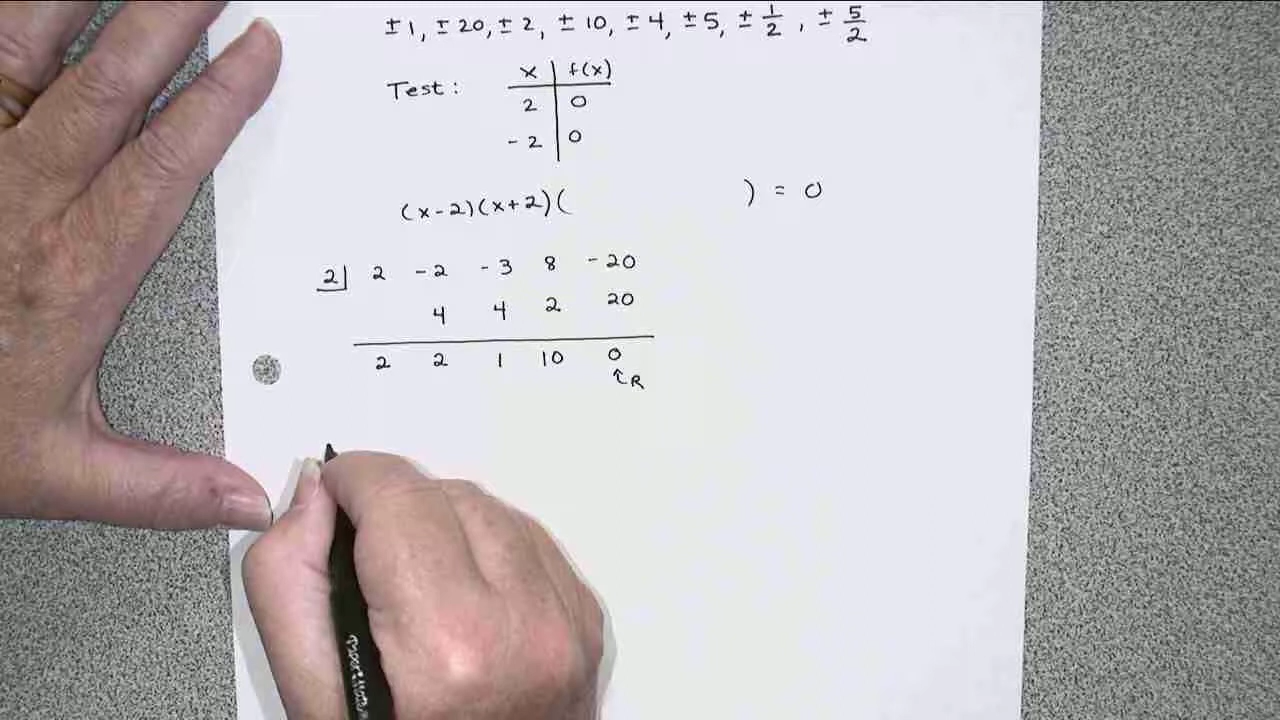 ± 1, ± 20, ± 2, ± 10, ± 4, ± 5, ± 1/2, ± 5/2
Test : x | f(x)
2 | 0
- 2 | 0
(x - 2)(x + 2)( ) = 0
2| 2 - 2 - 3 8 - 20
4 4 2 20
2 2 1 10 0
↑ R